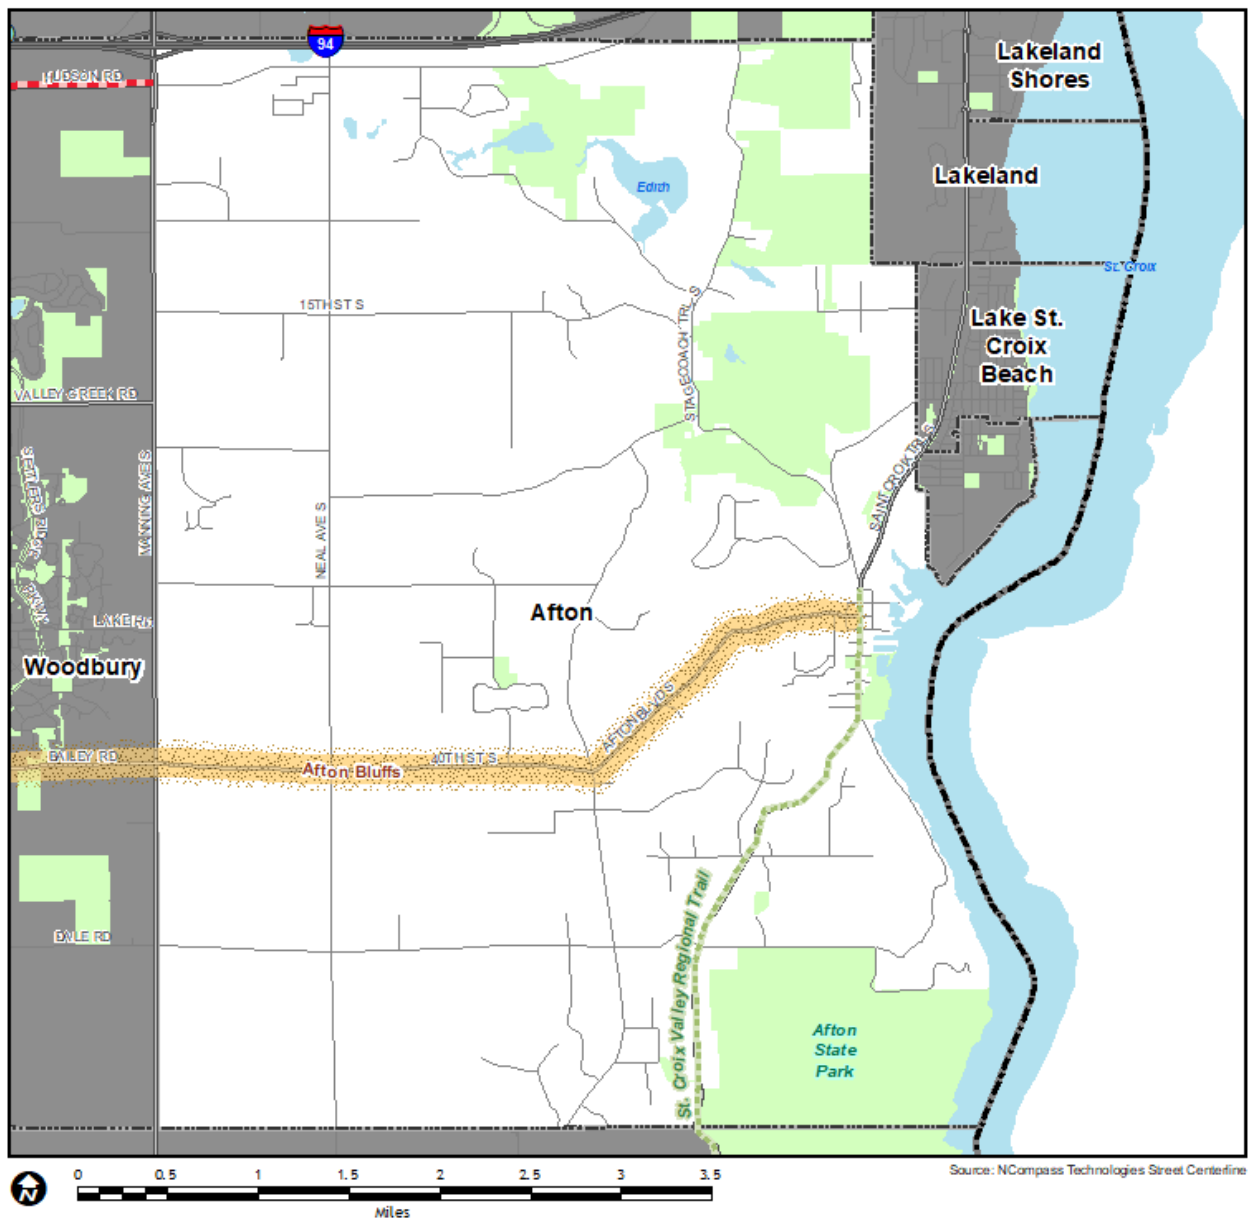 94
Lakeland
Shores
HUDSON RD
Lakeland
Edith
St. Croix
15TH ST S
STAGECOACH TRL S
Lake St.
Croix
Beach
VALLEY CREEK RD
SAINT CROIX TRL S
MANNING AVE S
NEAL AVE S
Afton
LAKE RD
Woodbury
AFTON BLVD S
BAILEY RD
40TH ST S
Afton Bluffs
St. Croix Valley Regional Trail
DALE RD
Afton
State
Park
N
0 0.5 1 1.5 2 2.5 3 3.5
Miles
Source: NCompass Technologies Street Centerline